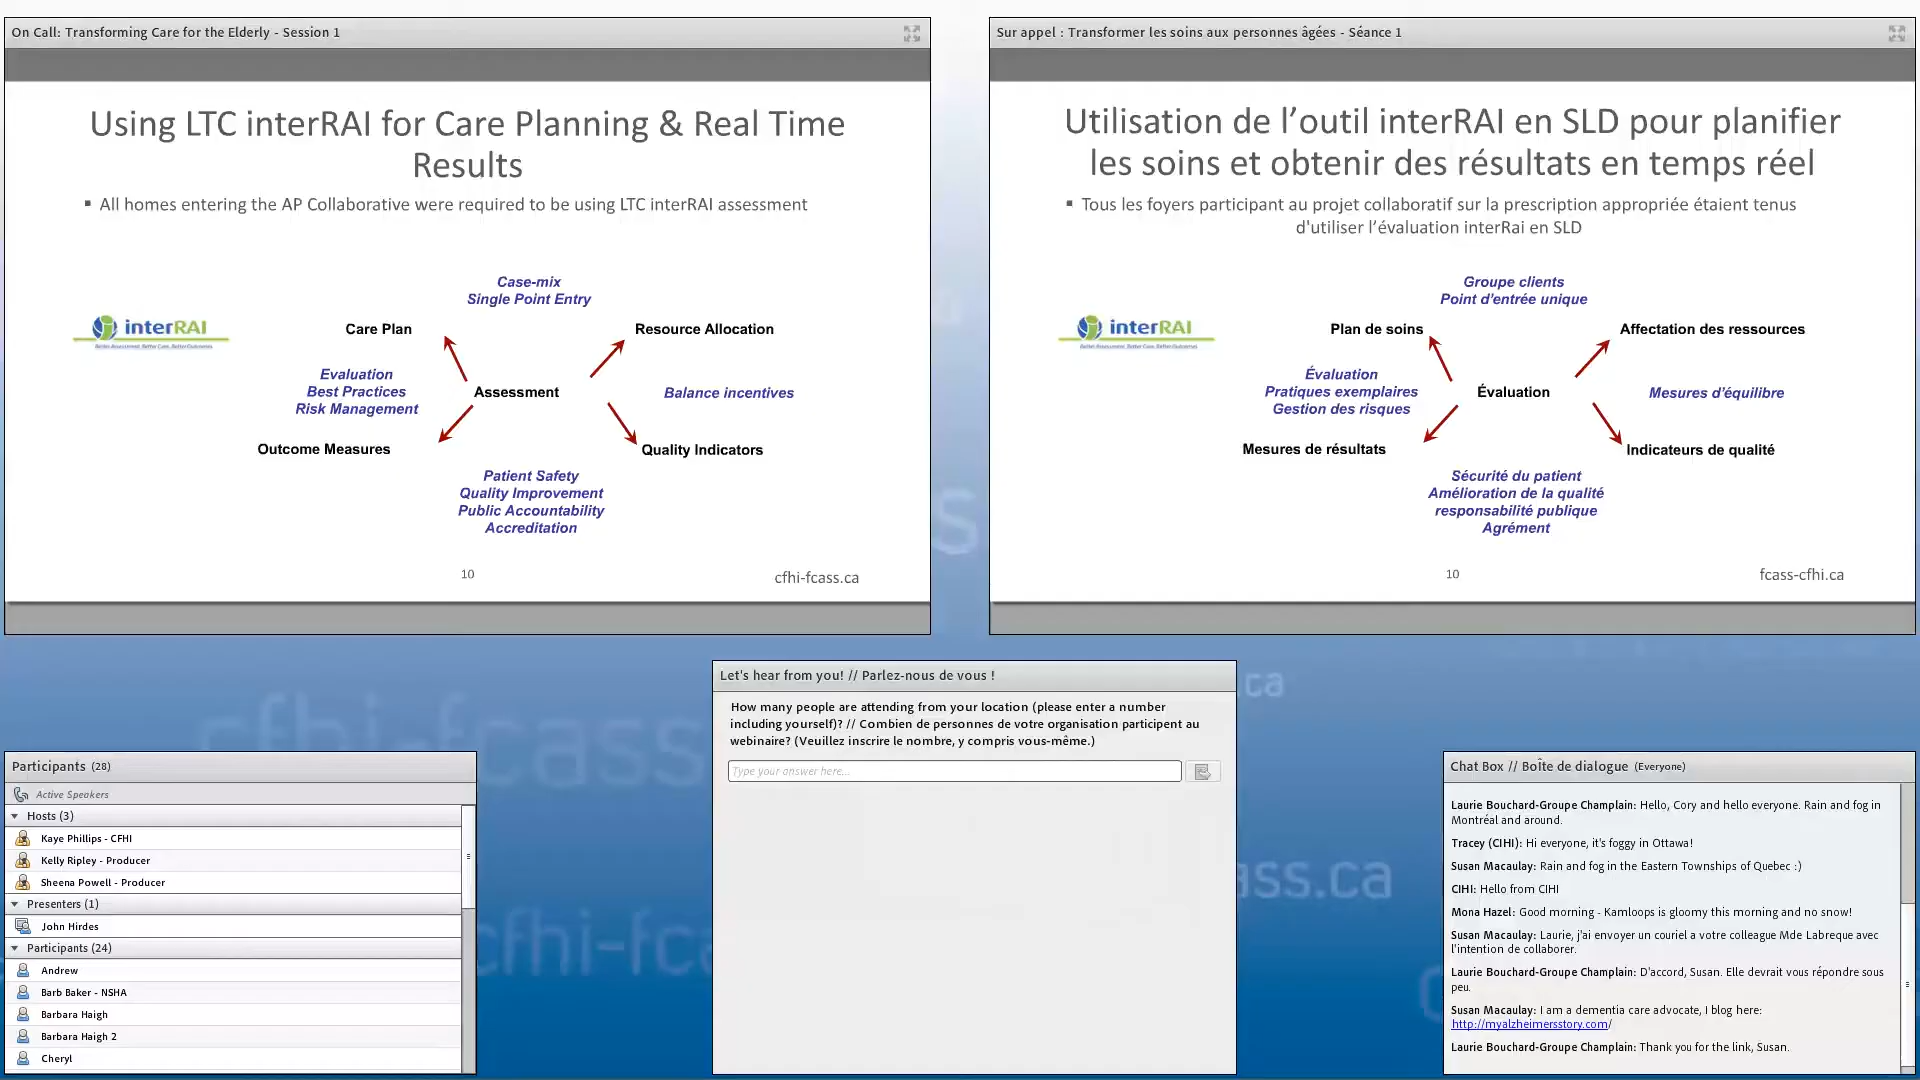 On Call: Transforming Care for the Elderly - Session 1
Using LTC interRAI for Care Planning & Real Time
Results
▪ All homes entering the AP Collaborative were required to be using LTC interRAI assessment
Case-mix
Single Point Entry
interRAI
Care Plan
Resource Allocation
Evaluation
Best Practices
Risk Management
Assessment
Balance incentives
Outcome Measures
Quality Indicators
Patient Safety
Quality Improvement
Public Accountability
Accreditation
10
cfhi-fcass.ca
Sur appel : Transformer les soins aux personnes âgées - Séance 1
Utilisation de l’outil interRAI en SLD pour planifier
les soins et obtenir des résultats en temps réel
▪ Tous les foyers participant au projet collaboratif sur la prescription appropriée étaient tenus
d'utiliser l’évaluation interRai en SLD
Groupe clients
Point d’entrée unique
interRAI
Plan de soins
Affectation des ressources
Évaluation
Pratiques exemplaires
Gestion des risques
Évaluation
Mesures d’équilibre
Mesures de résultats
Indicateurs de qualité
Sécurité du patient
Amélioration de la qualité
responsabilité publique
Agrément
10
fcass-cfhi.ca
Let's hear from you! // Parlez-nous de vous !
How many people are attending from your location (please enter a number
including yourself)? // Combien de personnes de votre organisation participent au
webinaire? (Veuillez inscrire le nombre, y compris vous-même.)
Type your answer here...
Participants (28)
Active Speakers
Hosts (3)
Kaye Phillips - CFHI
Kelly Ripley - Producer
Sheena Powell - Producer
Presenters (1)
John Hirdes
Participants (24)
Andrew
Barb Baker - NSHA
Barbara Haigh
Barbara Haigh 2
Cheryl
Chat Box // Boîte de dialogue (Everyone)
Laurie Bouchard-Groupe Champlain: Hello, Cory and hello everyone. Rain and fog in
Montréal and around.
Tracey (CIHI): Hi everyone, it's foggy in Ottawa!
Susan Macaulay: Rain and fog in the Eastern Townships of Quebec :)
CIHI: Hello from CIHI
Mona Hazel: Good morning - Kamloops is gloomy this morning and no snow!
Susan Macaulay: Laurie, j'ai envoyer un couriel a votre colleague Mde Labreque avec
l'intention de collaborer.
Laurie Bouchard-Groupe Champlain: D'accord, Susan. Elle devrait vous répondre sous
peu.
Susan Macaulay: I am a dementia care advocate, I blog here:
http://myalzheimersstory.com/
Laurie Bouchard-Groupe Champlain: Thank you for the link, Susan.
cfhi-fcass
.ca
ass.ca
cfhi-fca